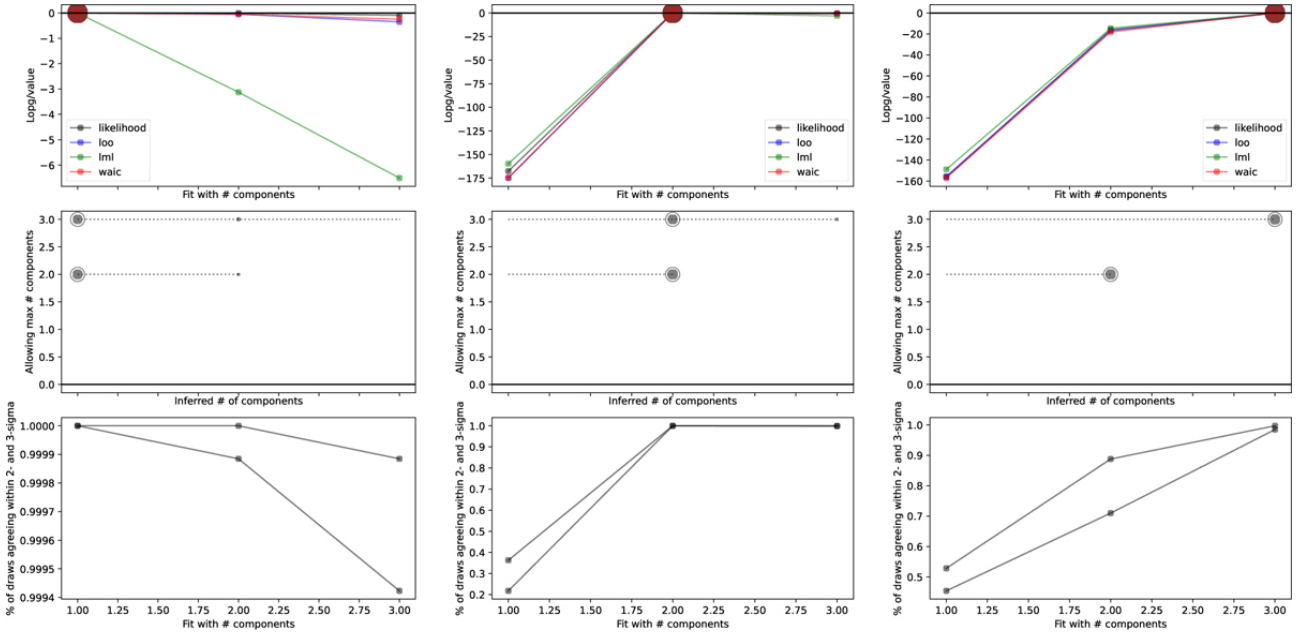 0
−1
−2
−3
−4
−5
−6
Lopg/value
likelihood
loo
lml
waic
Fit with # components
0
−25
−50
−75
−100
−125
−150
−175
Lopg/value
likelihood
loo
lml
waic
Fit with # components
0
−20
−40
−60
−80
−100
−120
−140
−160
Lopg/value
likelihood
loo
lml
waic
Fit with # components
3.0
2.5
2.0
1.5
1.0
0.5
0.0
Allowing max # components
Inferred # of components
3.0
2.5
2.0
1.5
1.0
0.5
0.0
Allowing max # components
Inferred # of components
3.0
2.5
2.0
1.5
1.0
0.5
0.0
Allowing max # components
Inferred # of components
1.0000
0.9999
0.9998
0.9997
0.9996
0.9995
0.9994
% of draws agreeing within 2- and 3-sigma
1.00 1.25 1.50 1.75 2.00 2.25 2.50 2.75 3.00
Fit with # components
1.0
0.9
0.8
0.7
0.6
0.5
0.4
0.3
0.2
% of draws agreeing within 2- and 3-sigma
1.00 1.25 1.50 1.75 2.00 2.25 2.50 2.75 3.00
Fit with # components
1.0
0.9
0.8
0.7
0.6
0.5
% of draws agreeing within 2- and 3-sigma
1.00 1.25 1.50 1.75 2.00 2.25 2.50 2.75 3.00
Fit with # components